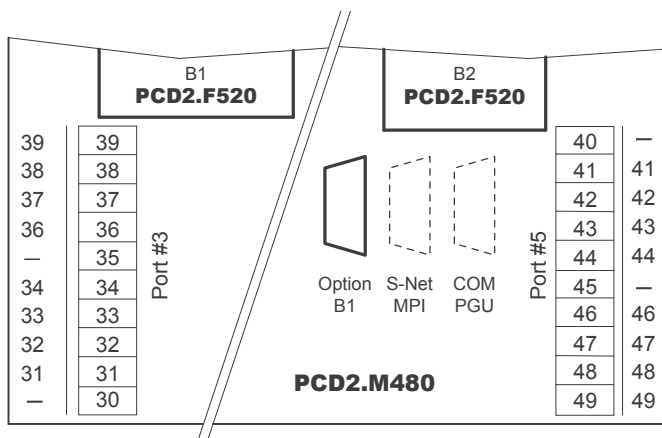 B1
PCD2.F520
B2
PCD2.F520
39 39
38 38
37 37
36 36
– 35
34 34
33 33
32 32
31 31
– 30
Port #3
Option
B1
S-Net
MPI
COM
PGU
PCD2.M480
Port #5
40 –
41 41
42 42
43 43
44 44
45 –
46 46
47 47
48 48
49 49